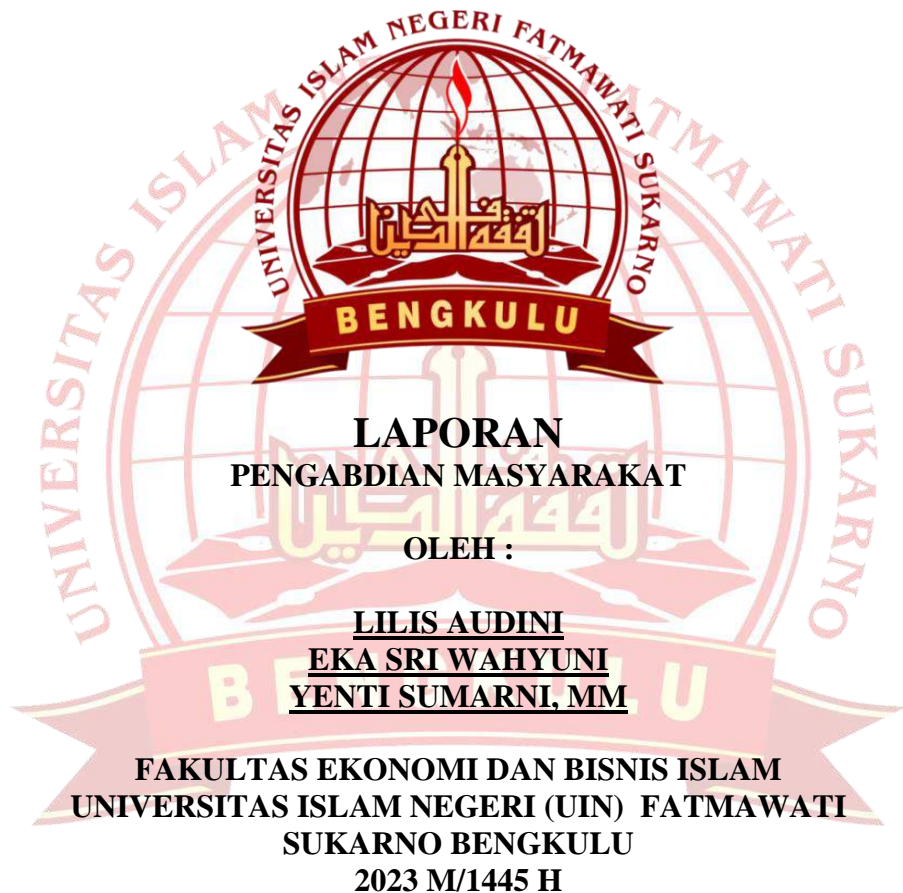 UNIVERSITAS ISLAM NEGERI FATMAWATI SUKARNO
BENGKULU
LAPORAN
PENGABDIAN MASYARAKAT
OLEH :
LILIS AUDINI
EKA SRI WAHYUNI
YENTI SUMARNI, MM
FAKULTAS EKONOMI DAN BISNIS ISLAM
UNIVERSITAS ISLAM NEGERI (UIN) FATMAWATI
SUKARNO BENGKULU
2023 M/1445 H